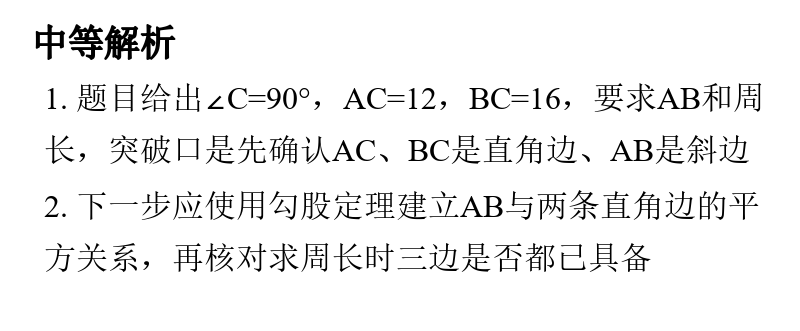 中等解析
1. 题目给出∠C=90°，AC=12，BC=16，要求AB和周
长，突破口是先确认AC、BC是直角边、AB是斜边
2. 下一步应使用勾股定理建立AB与两条直角边的平
方关系，再核对求周长时三边是否都已具备